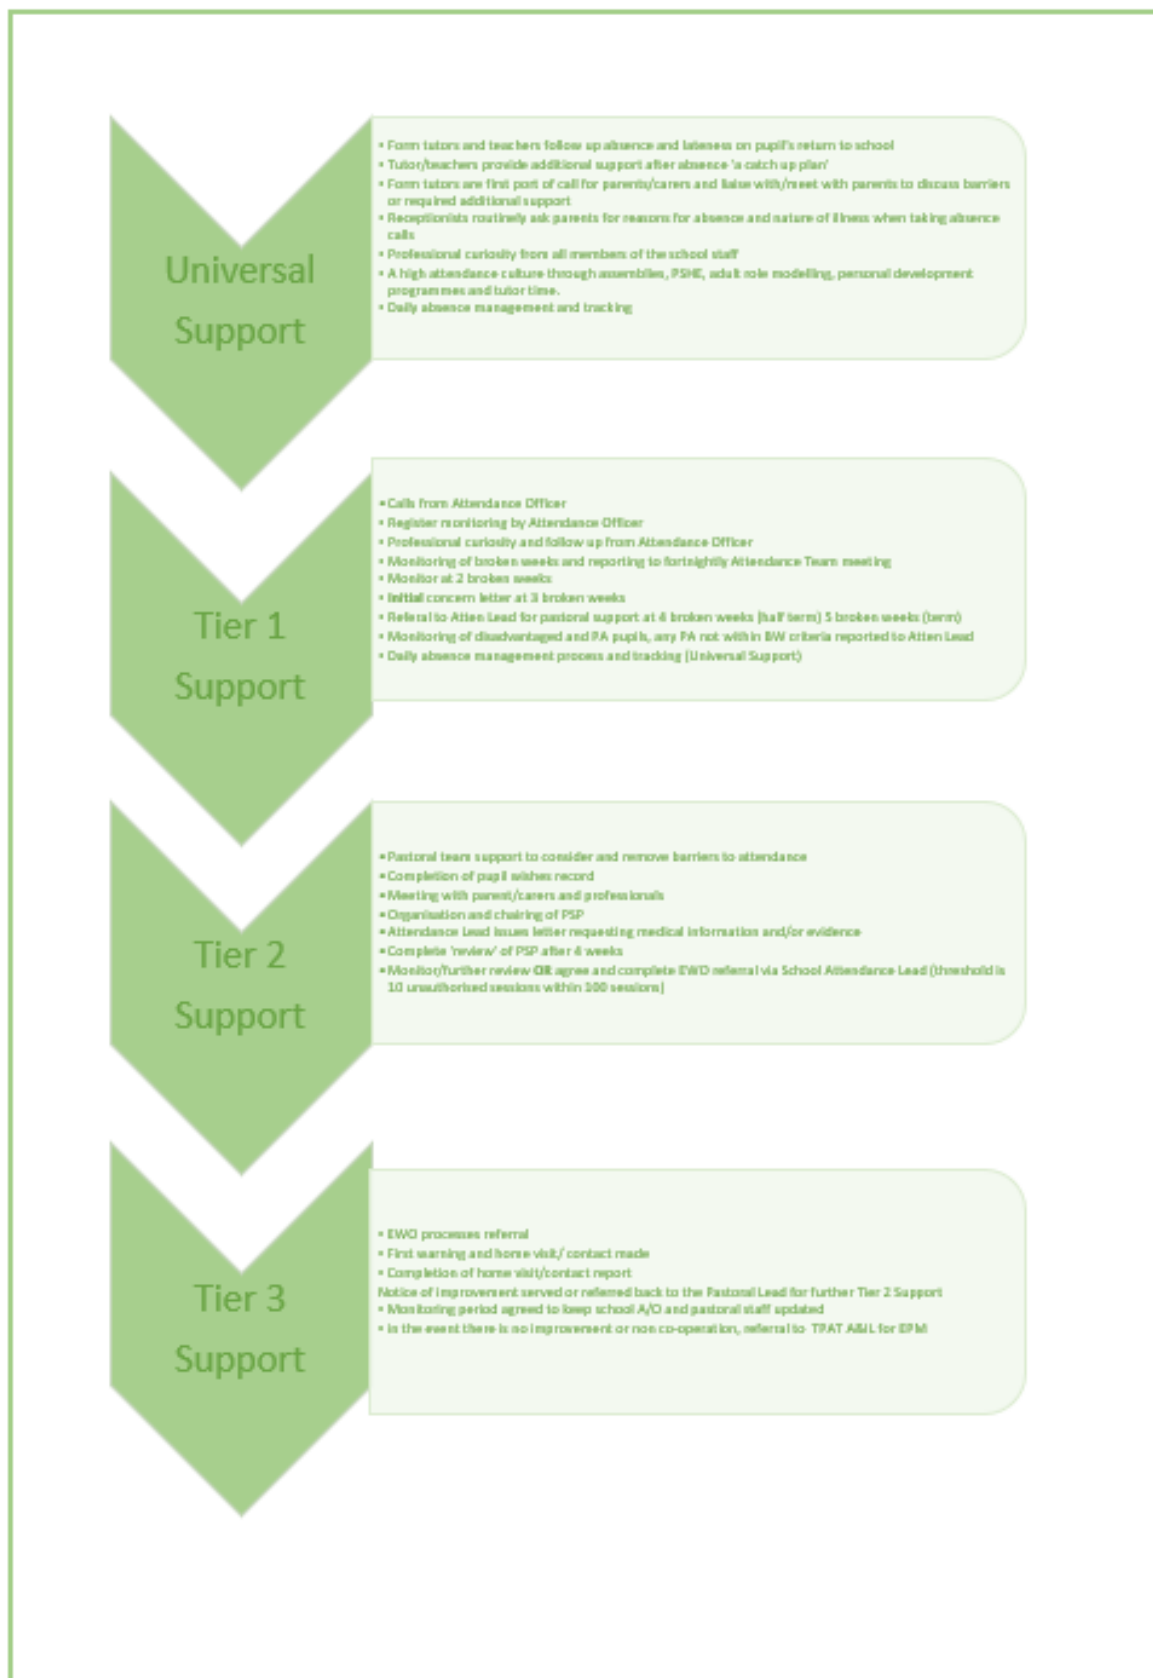 Universal
Support
• Form tutors and teachers follow up absence and lateness on pupil's return to school
• Tutor/teachers provide additional support after absence 'a catch up plan'
• Form tutors are first port of call for parents/carers and liaise with/meet with parents to discuss barriers
or required additional support
• Receptionists routinely ask parents for reasons for absence and nature of illness when taking absence
calls
• Professional curiosity from all members of the school staff
• A high attendance culture through assemblies, PSHE, adult role modelling, personal development
programmes and tutor time.
• Daily absence management and tracking
Tier 1
Support
• Calls from Attendance Officer
• Register monitoring by Attendance Officer
• Professional curiosity and follow up from Attendance Officer
• Monitoring of broken weeks and reporting to fortnightly Attendance Team meeting
• Monitor at 2 broken weeks
• Initial concern letter at 3 broken weeks
• Referal to Atten Lead for pastoral support at 4 broken weeks (half term) 5 broken weeks (term)
• Monitoring of disadvantaged and PA pupils, any PA not within BW criteria reported to Atten Lead
• Daily absence management process and tracking (Universal Support)
Tier 2
Support
• Pastoral team support to consider and remove barriers to attendance
• Completion of pupil wishes record
• Meeting with parent/carers and professionals
• Organisation and chairing of PSP
• Attendance Lead issues letter requesting medical information and/or evidence
• Complete 'review' of PSP after 4 weeks
• Monitor/further review OR agree and complete EWO referral via School Attendance Lead (threshold is
10 unauthorised sessions within 100 sessions)
Tier 3
Support
• EWO processes referral
• First warning and home visit/ contact made
• Completion of home visit/contact report
Notice of improvement served or referred back to the Pastoral Lead for further Tier 2 Support
• Monitoring period agreed to keep school A/O and pastoral staff updated
• in the event there is no improvement or non co-operation, referral to TPAT A&IL for EPM